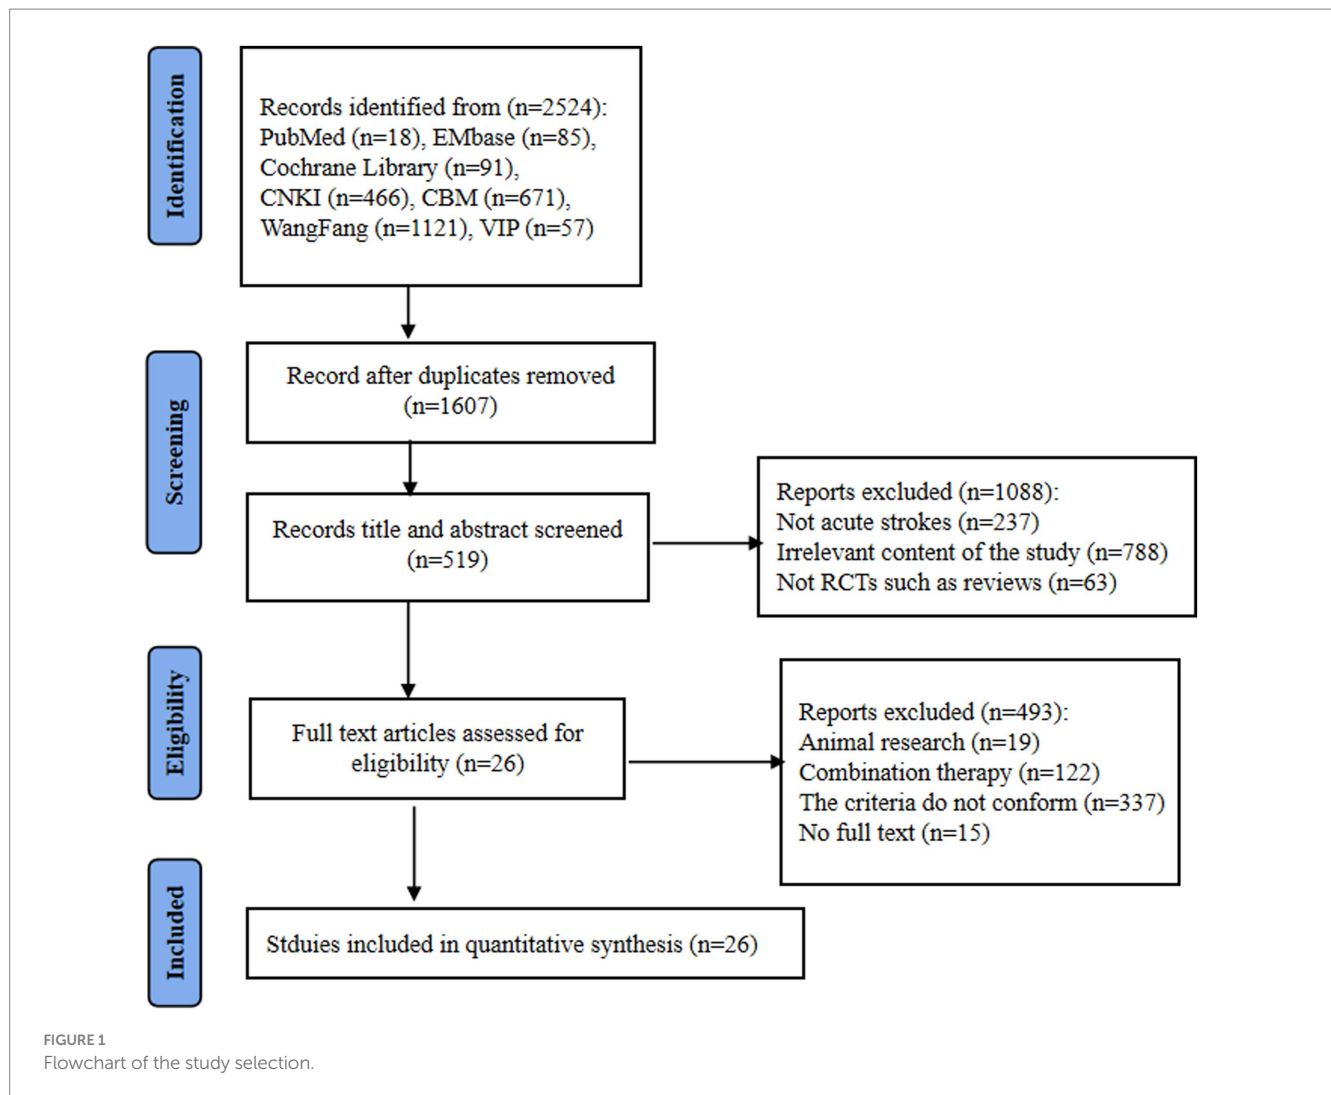 Identification
Records identified from (n=2524):
PubMed (n=18), EMbase (n=85),
Cochrane Library (n=91),
CNKI (n=466), CBM (n=671),
WangFang (n=1121), VIP (n=57)
Screening
Record after duplicates removed
(n=1607)
Records title and abstract screened
(n=519)
Reports excluded (n=1088):
Not acute strokes (n=237)
Irrelevant content of the study (n=788)
Not RCTs such as reviews (n=63)
Eligibility
Full text articles assessed for
eligibility (n=26)
Reports excluded (n=493):
Animal research (n=19)
Combination therapy (n=122)
The criteria do not conform (n=337)
No full text (n=15)
Included
Stduies included in quantitative synthesis (n=26)
FIGURE 1
Flowchart of the study selection.